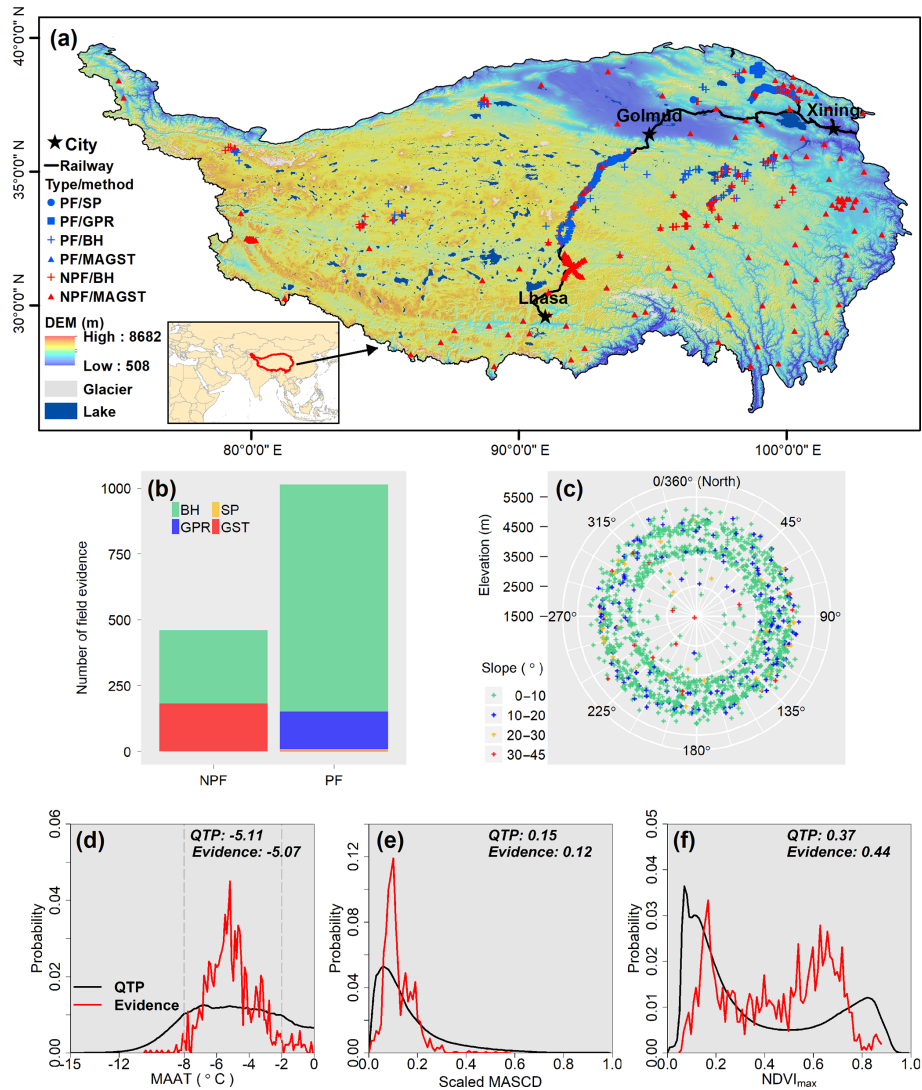 (a)
40°0'0" N
35°0'0" N
30°0'0" N
80°0'0" E
90°0'0" E
100°0'0" E
Golmud
Xining
Lhasa
City
Railway
Type/method
PF/SP
PF/GPR
PF/BH
PF/MAGST
NPF/BH
NPF/MAGST
DEM (m)
High : 8682
Low : 508
Glacier
Lake
(b)
Number of field evidence
1000
750
500
250
0
BH SP
GPR GST
NPF PF
(c)
0/360° (North)
45°
90°
135°
180°
225°
270°
315°
Elevation (m)
5500
4500
3500
2500
1500
Slope ( ° )
0−10
10−20
20−30
30−45
(d)
QTP: -5.11
Evidence: -5.07
Probability
0.06
0.04
0.02
0.00
QTP
Evidence
-15 -12 -8 -6 -4 -2 0
MAAT ( ° C)
(e)
QTP: 0.15
Evidence: 0.12
Probability
0.12
0.08
0.04
0.00
0.0 0.2 0.4 0.6 0.8 1.0
Scaled MASCD
(f)
QTP: 0.37
Evidence: 0.44
Probability
0.05
0.04
0.03
0.02
0.01
0.00
0.0 0.2 0.4 0.6 0.8 1.0
NDVImax